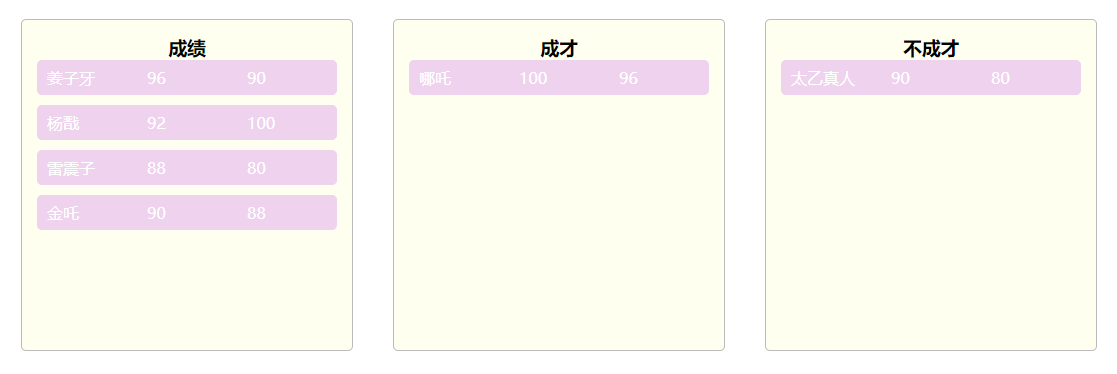 成绩
姜子牙 96 90
杨戬 92 100
雷震子 88 80
金吒 90 88
成才
哪吒 100 96
不成才
太乙真人 90 80